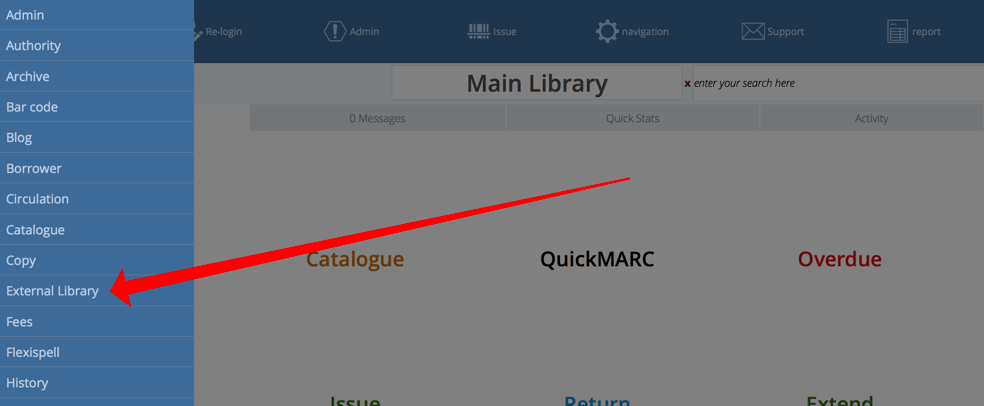 Admin
Authority
Archive
Bar code
Blog
Borrower
Circulation
Catalogue
Copy
External Library
Fees
Flexispell
History
Re-login
Admin
Issue
navigation
Support
report
Main Library
x enter your search here
0 Messages
Quick Stats
Activity
Catalogue
QuickMARC
Overdue
Issue
Return
Extend